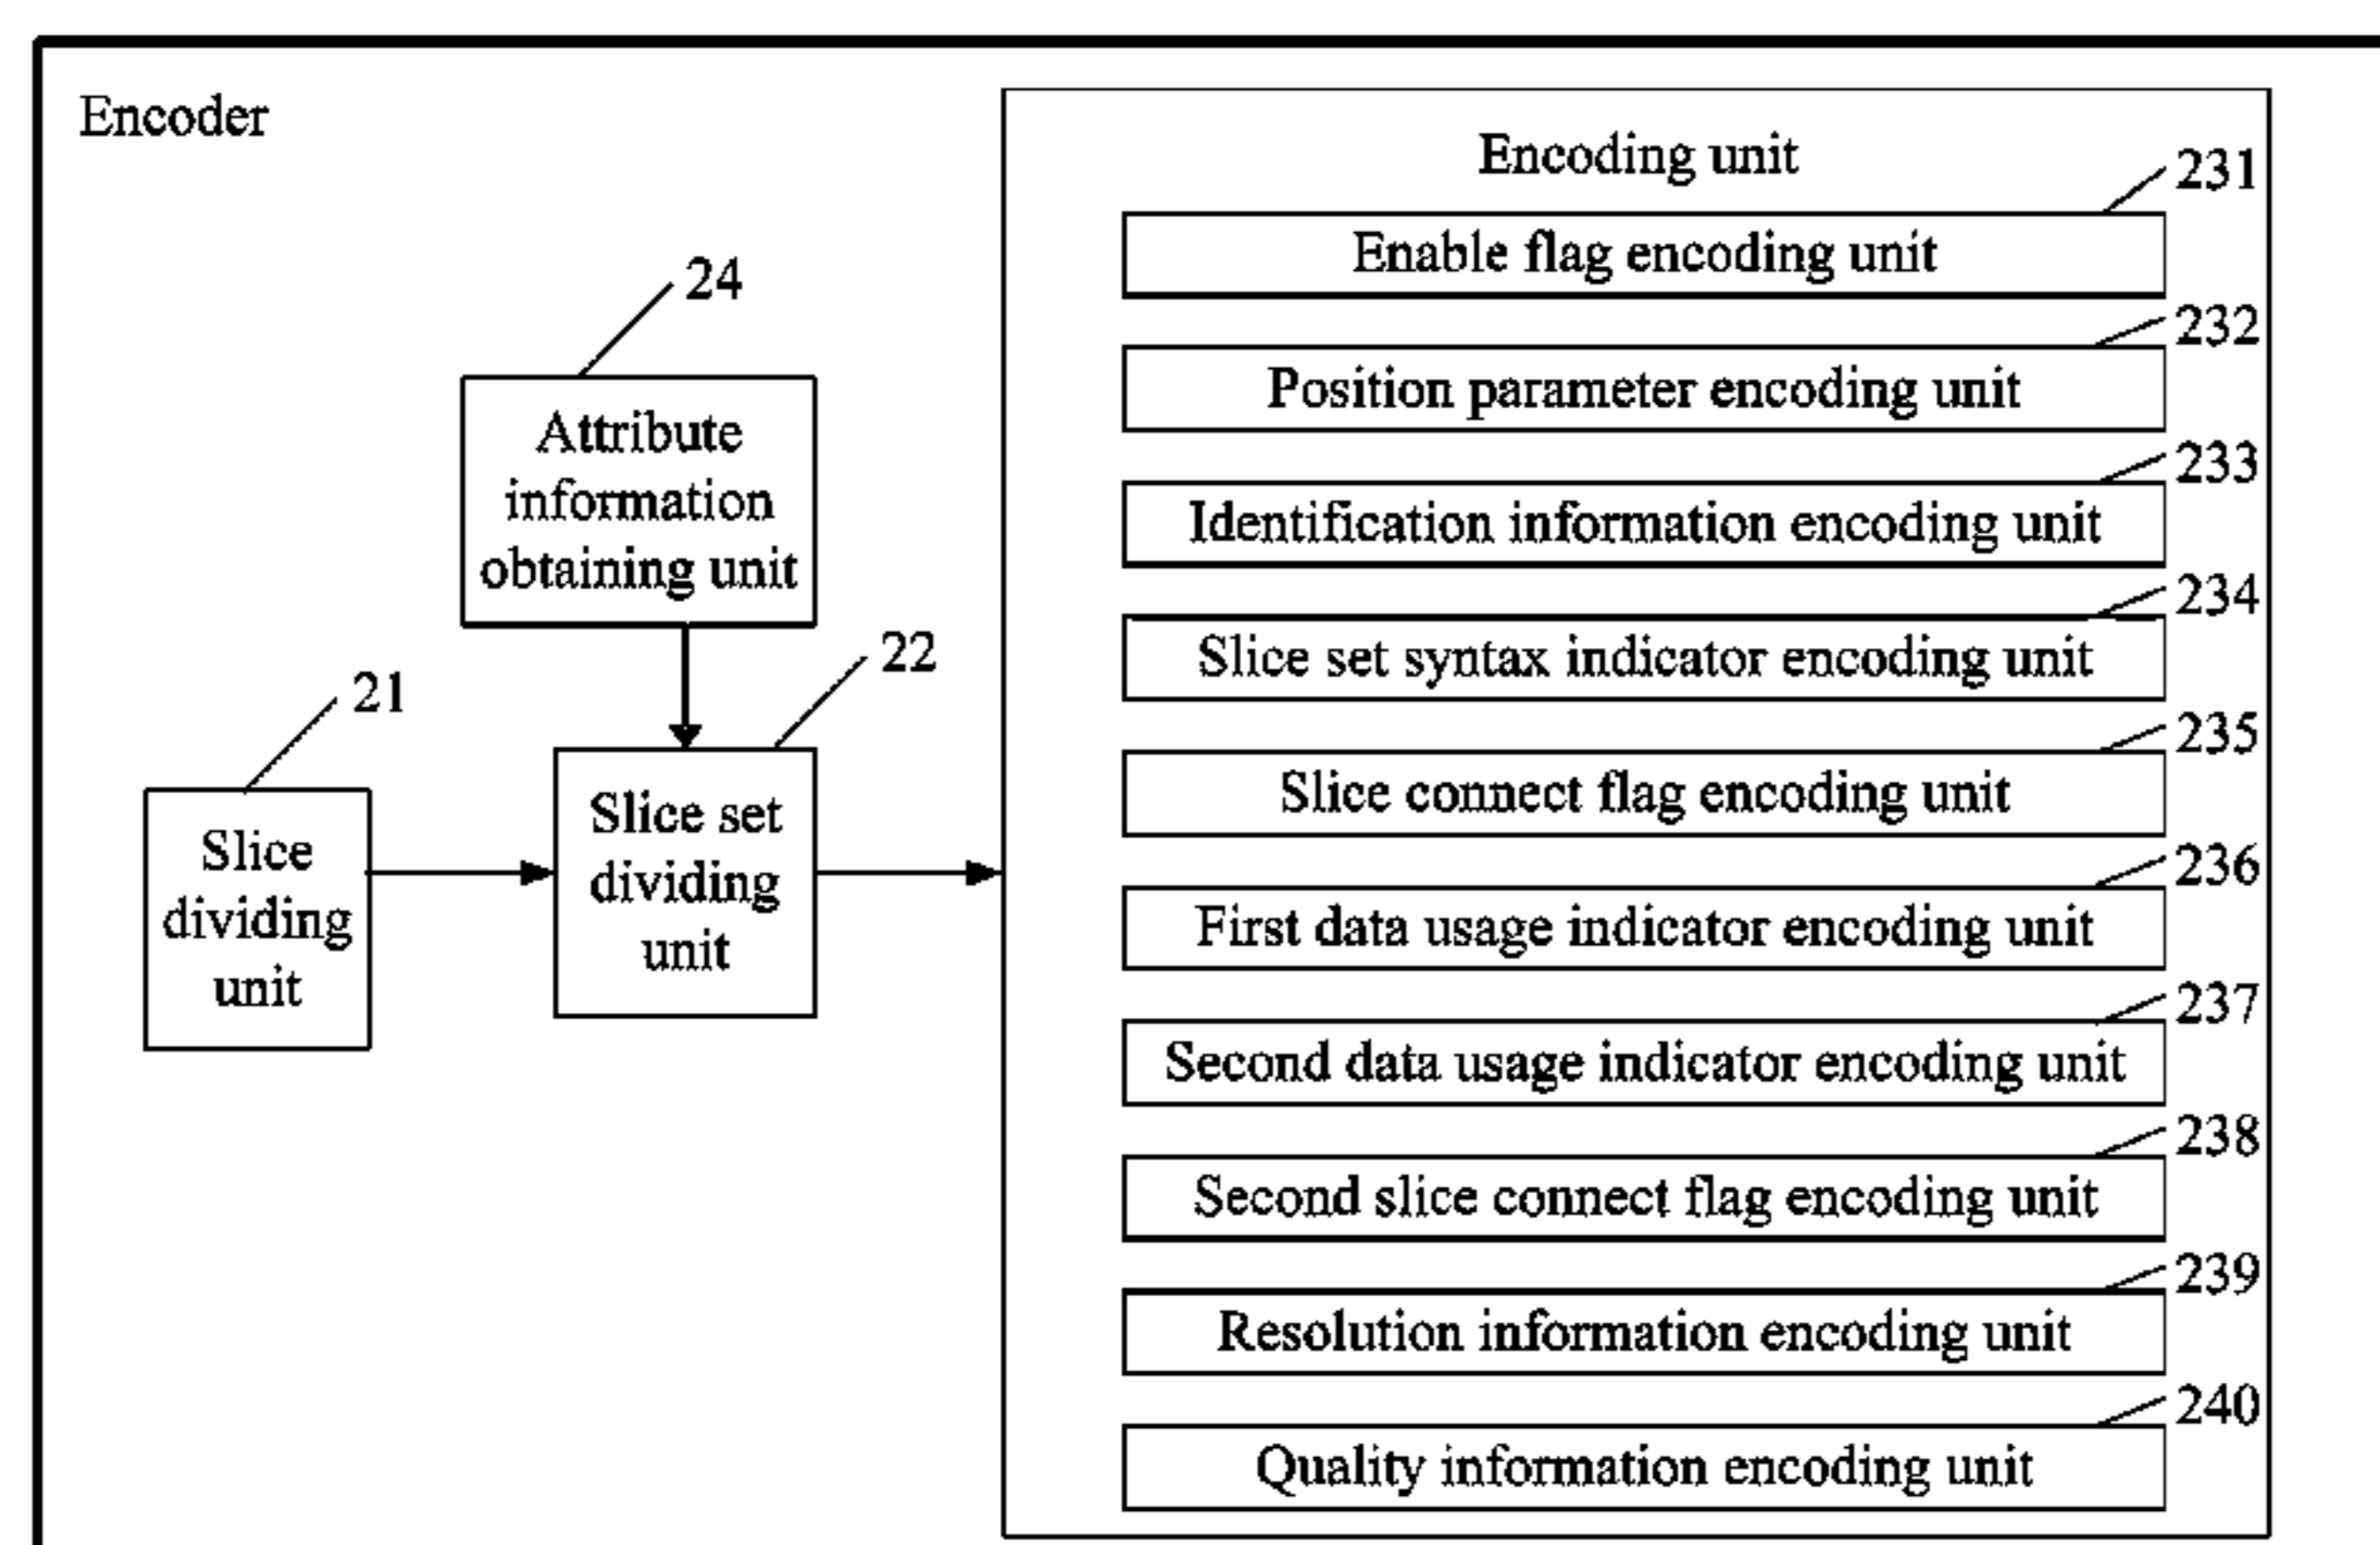 Encoder
24
Attribute
information
obtaining unit
21
Slice
dividing
unit
22
Slice set
dividing
unit
Encoding unit
231
Enable flag encoding unit
232
Position parameter encoding unit
233
Identification information encoding unit
234
Slice set syntax indicator encoding unit
235
Slice connect flag encoding unit
236
First data usage indicator encoding unit
237
Second data usage indicator encoding unit
238
Second slice connect flag encoding unit
239
Resolution information encoding unit
240
Quality information encoding unit